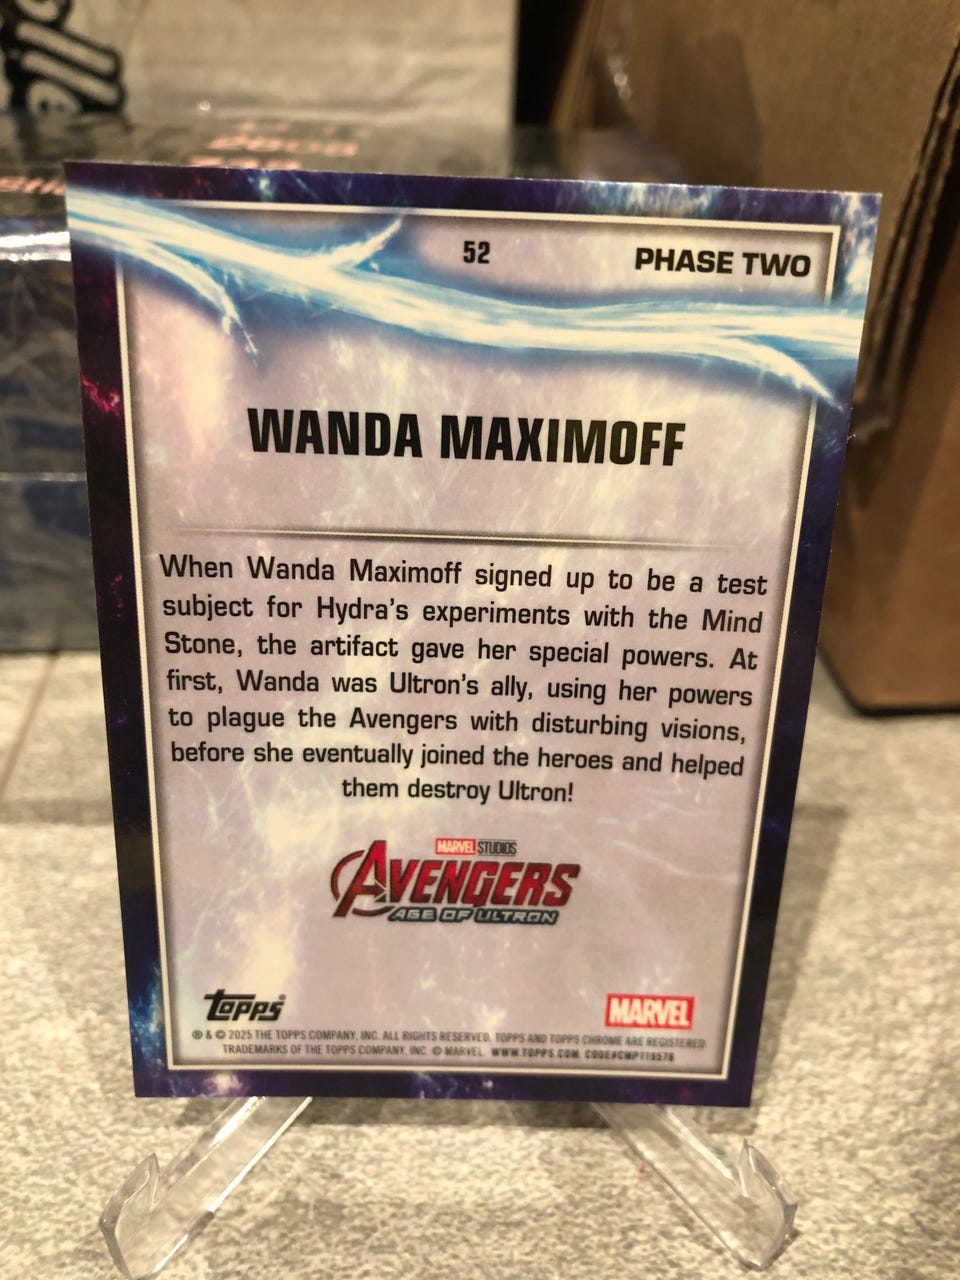 52
PHASE TWO
WANDA MAXIMOFF
When Wanda Maximoff signed up to be a test
subject for Hydra's experiments with the Mind
Stone, the artifact gave her special powers. At
first, Wanda was Ultron's ally, using her powers
to plague the Avengers with disturbing visions,
before she eventually joined the heroes and helped
them destroy Ultron!
MARVEL STUDIOS
AVENGERS
AGE OF ULTRON
topps®
MARVEL
® & © 2025 THE TOPPS COMPANY, INC. ALL RIGHTS RESERVED. TOPPS AND TOPPS CHROME ARE REGISTERED
TRADEMARKS OF THE TOPPS COMPANY, INC. © MARVEL. WWW.TOPPS.COM.